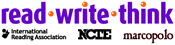 read·write·think
International
Reading Association
NCTE
marcopolo